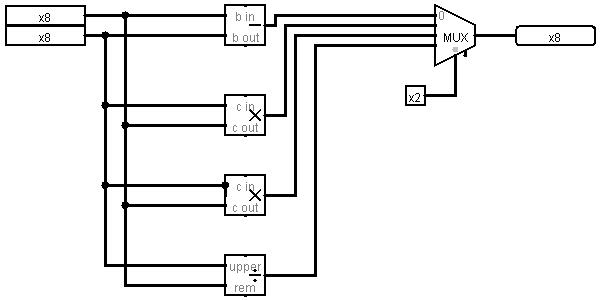 x8
x8
b in
b out
0
MUX
x8
x2
c in
c out
c in
c out
upper
rem